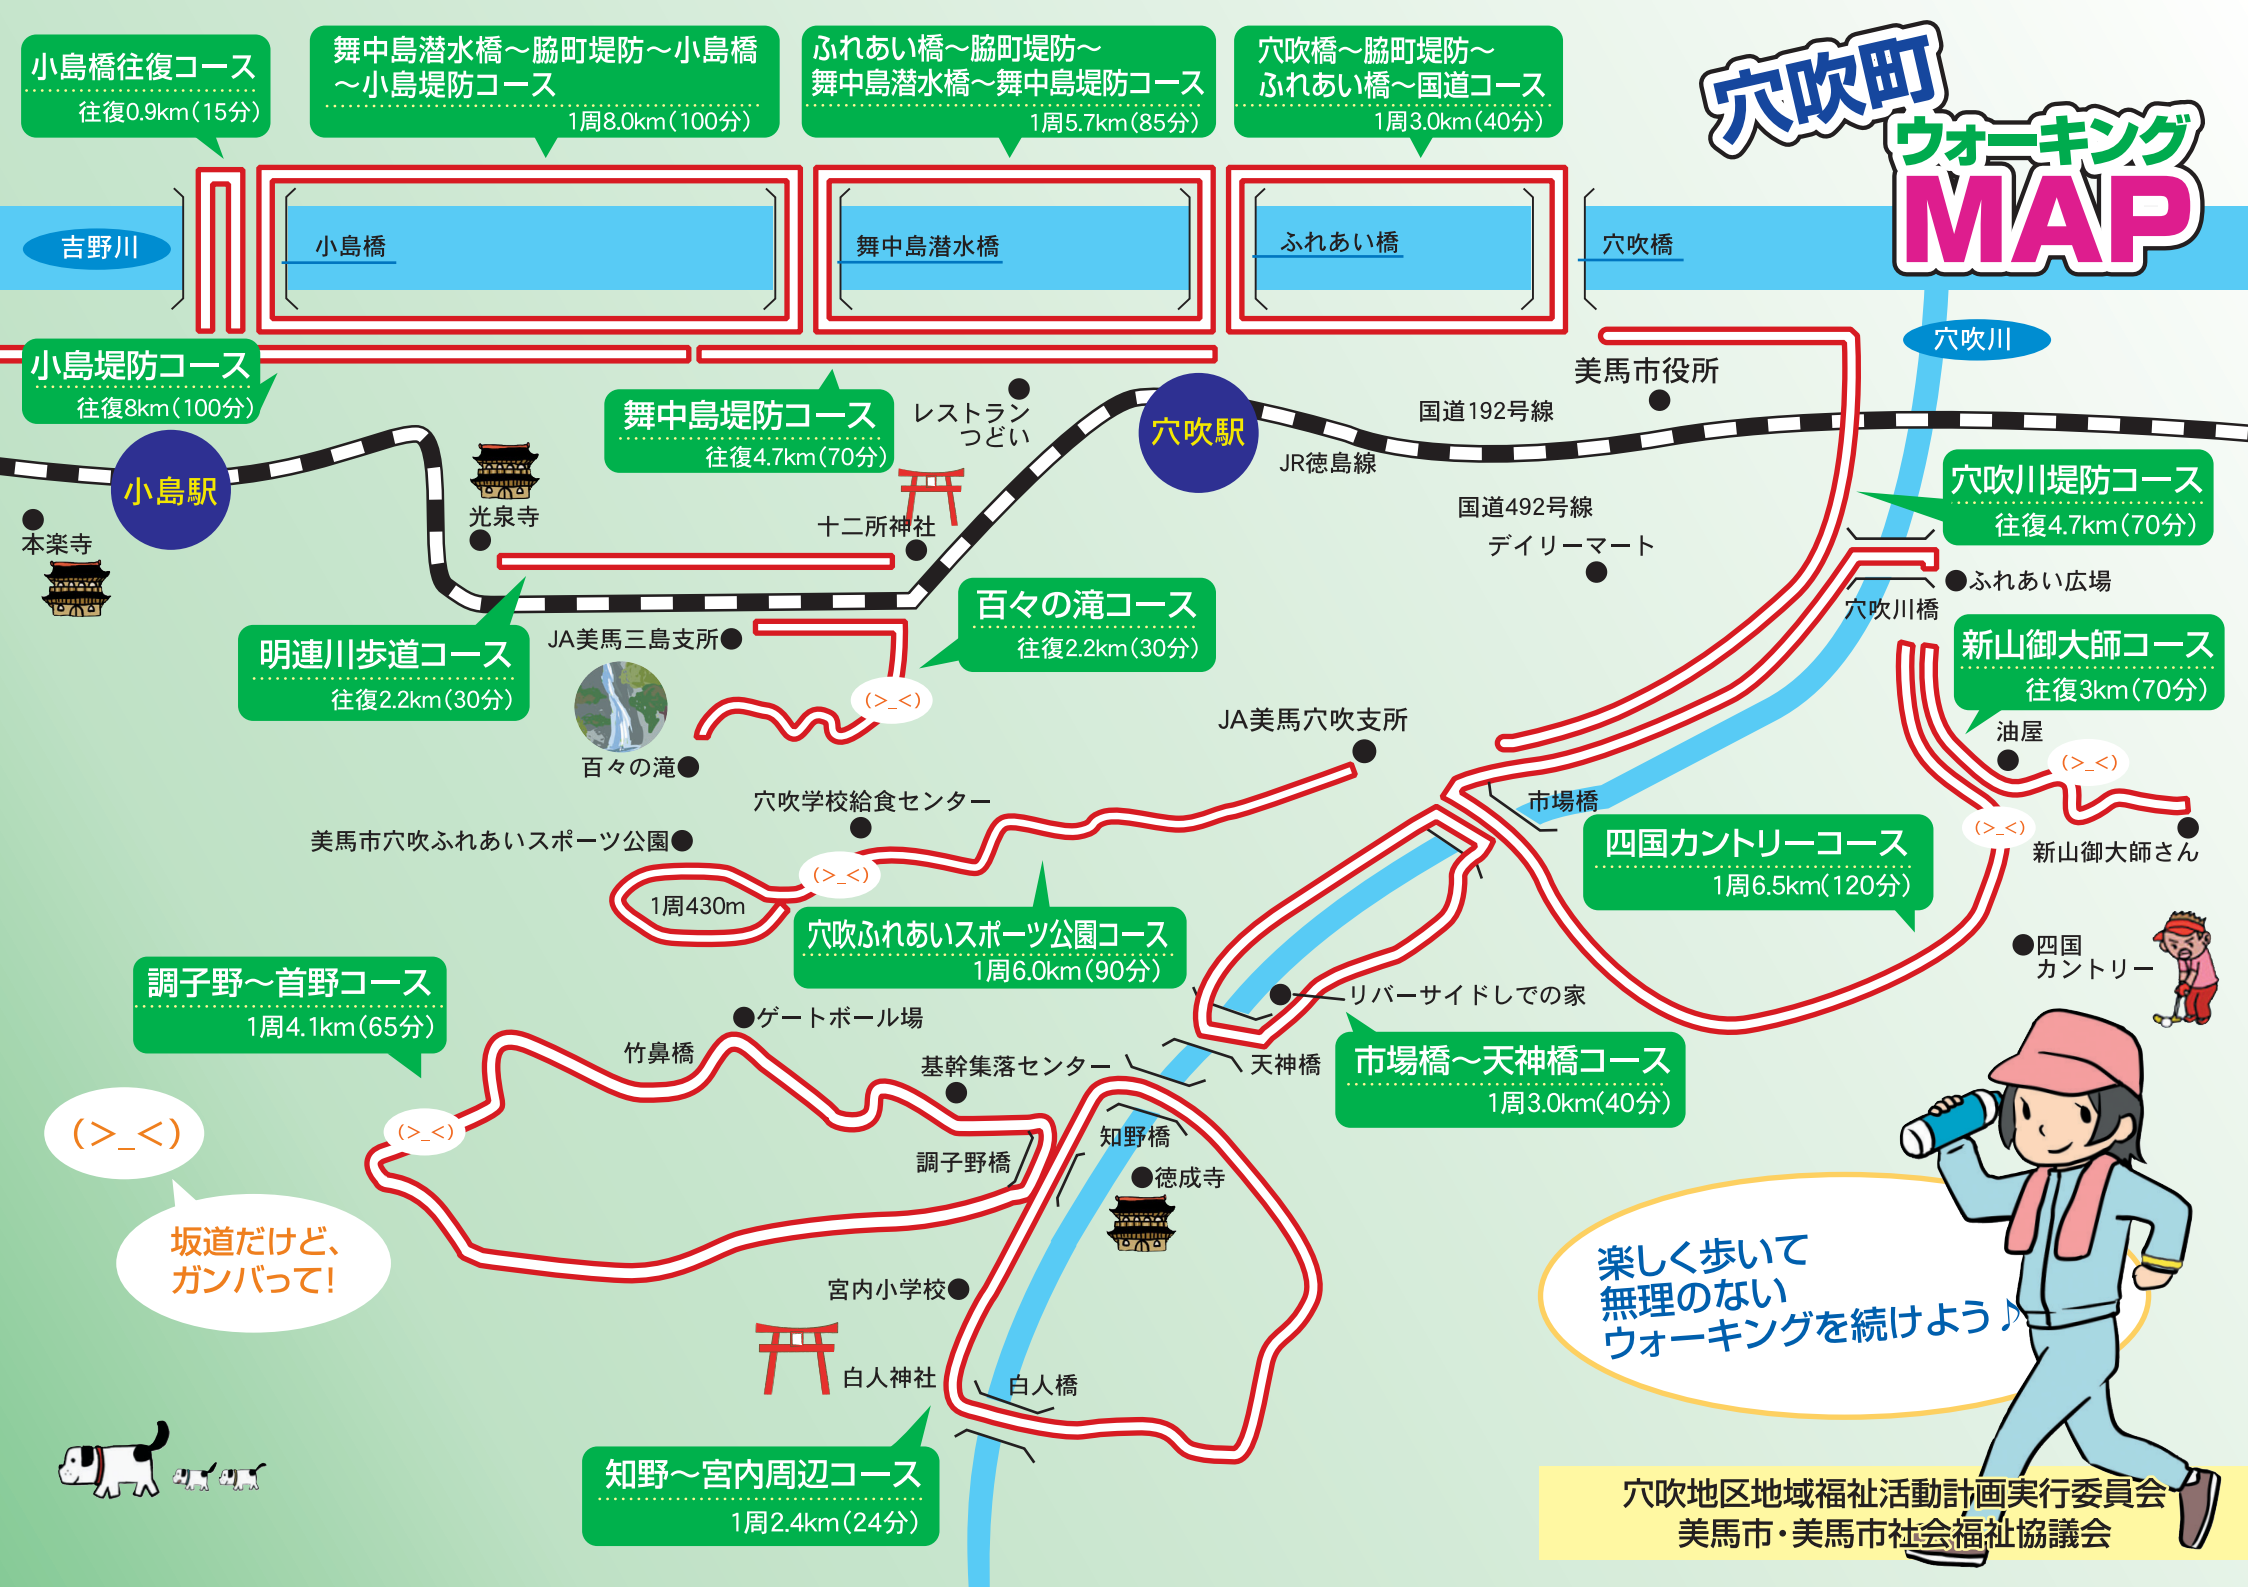 穴吹町
ウォーキング
MAP
小島橋往復コース
往復0.9km(15分)
舞中島潜水橋～脇町堤防～小島橋
～小島堤防コース
1周8.0km(100分)
ふれあい橋～脇町堤防～
舞中島潜水橋～舞中島堤防コース
1周5.7km(85分)
穴吹橋～脇町堤防～
ふれあい橋～国道コース
1周3.0km(40分)
吉野川
小島橋
舞中島潜水橋
ふれあい橋
穴吹橋
穴吹川
小島堤防コース
往復8km(100分)
舞中島堤防コース
往復4.7km(70分)
レストラン
つどい
穴吹駅
美馬市役所
国道192号線
JR徳島線
小島駅
本楽寺
光泉寺
十二所神社
国道492号線
デイリーマート
穴吹川堤防コース
往復4.7km(70分)
ふれあい広場
穴吹川橋
明連川歩道コース
往復2.2km(30分)
JA美馬三島支所
百々の滝コース
往復2.2km(30分)
(>_<)
百々の滝
新山御大師コース
往復3km(70分)
油屋
(>_<)
(>_<)
新山御大師さん
JA美馬穴吹支所
穴吹学校給食センター
美馬市穴吹ふれあいスポーツ公園
(>_<)
1周430m
市場橋
四国カントリーコース
1周6.5km(120分)
穴吹ふれあいスポーツ公園コース
1周6.0km(90分)
四国
カントリー
調子野～首野コース
1周4.1km(65分)
ゲートボール場
竹鼻橋
リバーサイドしでの家
基幹集落センター
天神橋
市場橋～天神橋コース
1周3.0km(40分)
(>_<)
(>_<)
調子野橋
知野橋
徳成寺
坂道だけど、
ガンバって!
宮内小学校
白人神社
白人橋
楽しく歩いて
無理のない
ウォーキングを続けよう♪
知野～宮内周辺コース
1周2.4km(24分)
穴吹地区地域福祉活動計画実行委員会
美馬市・美馬市社会福祉協議会